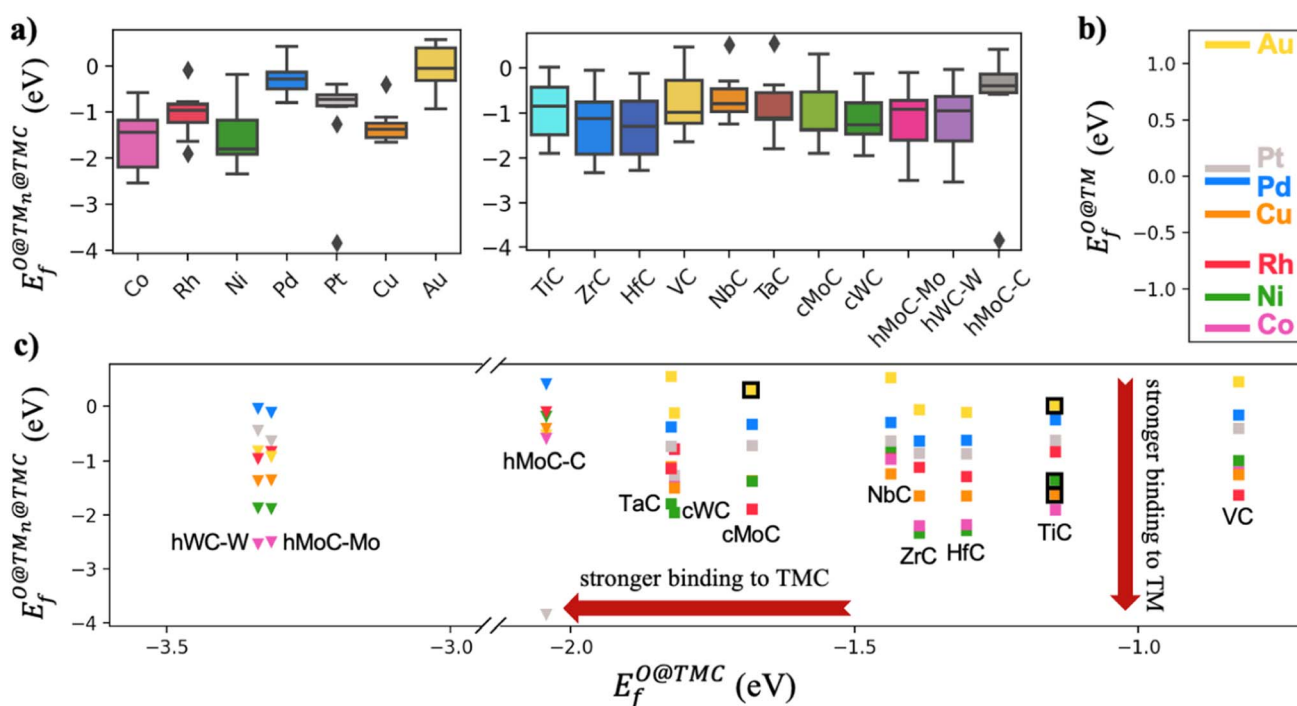 a)
E_f^{O@TM_n@TMC} (eV)
0
−1
−2
−3
−4
Co
Rh
Ni
Pd
Pt
Cu
Au
0
−1
−2
−3
−4
TiC
ZrC
HfC
VC
NbC
TaC
cMoC
cWC
hMoC-Mo
hWC-W
hMoC-C
b)
E_f^{O@TM} (eV)
1.0
0.5
0.0
−0.5
−1.0
Au
Pt
Pd
Cu
Rh
Ni
Co
c)
E_f^{O@TM_n@TMC} (eV)
0
−1
−2
−3
−4
hWC-W
hMoC-Mo
hMoC-C
TaC
cWC
cMoC
NbC
ZrC
HfC
TiC
VC
stronger binding to TMC
stronger binding to TM
−3.5
−3.0
−2.0
−1.5
−1.0
E_f^{O@TMC} (eV)